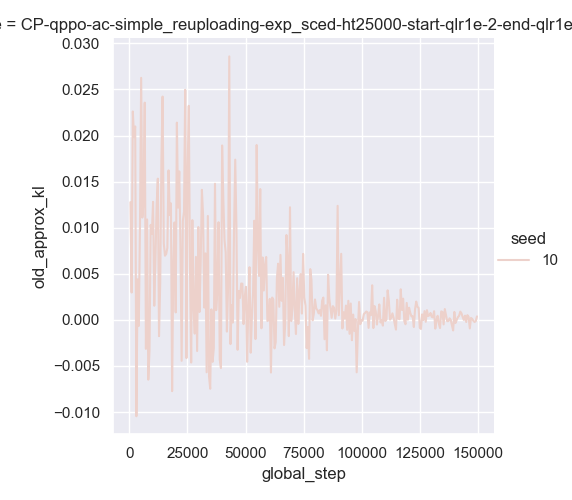 e = CP-qppo-ac-simple_reuploading-exp_sced-ht25000-start-qlr1e-2-end-qlr1e
0.030
0.025
0.020
0.015
0.010
0.005
0.000
−0.005
−0.010
old_approx_kl
0 25000 50000 75000 100000 125000 150000
global_step
seed
10